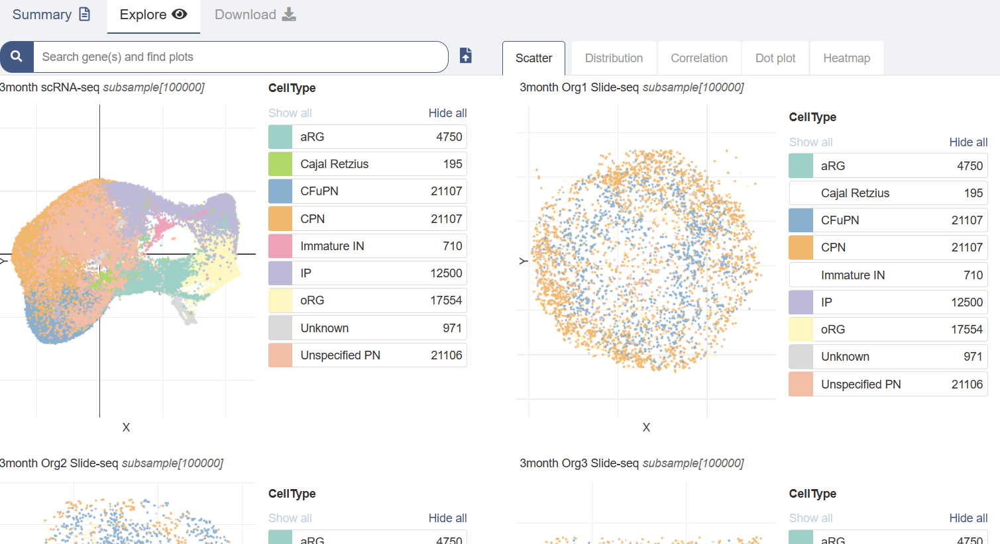 Summary
Explore
Download
Search gene(s) and find plots
Scatter
Distribution
Correlation
Dot plot
Heatmap
3month scRNA-seq subsample[100000]
Y
X
CellType
Show all Hide all
aRG 4750
Cajal Retzius 195
CFuPN 21107
CPN 21107
Immature IN 710
IP 12500
oRG 17554
Unknown 971
Unspecified PN 21106
3month Org1 Slide-seq subsample[100000]
Y
X
CellType
Show all Hide all
aRG 4750
Cajal Retzius 195
CFuPN 21107
CPN 21107
Immature IN 710
IP 12500
oRG 17554
Unknown 971
Unspecified PN 21106
3month Org2 Slide-seq subsample[100000]
CellType
Show all Hide all
aRG 4750
3month Org3 Slide-seq subsample[100000]
CellType
Show all Hide all
aRG 4750